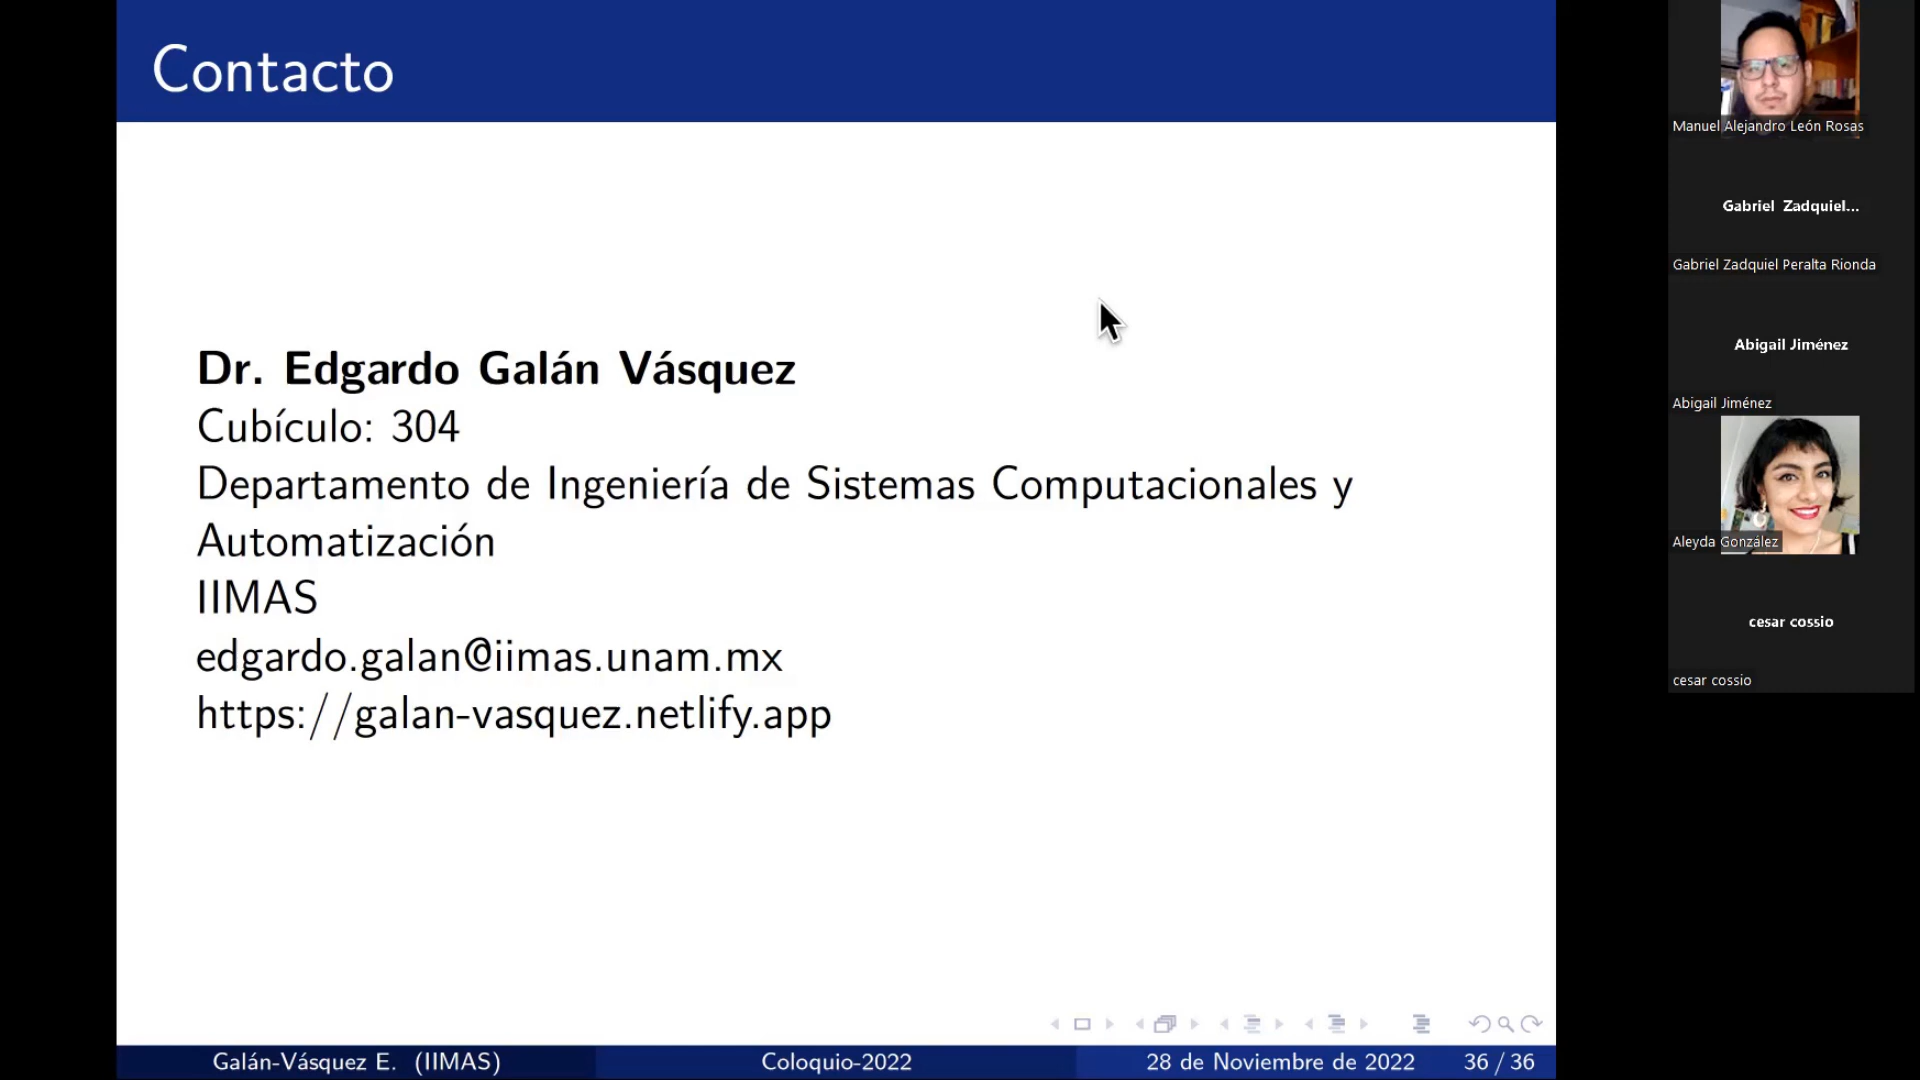 Contacto
Dr. Edgardo Galán Vásquez
Cubículo: 304
Departamento de Ingeniería de Sistemas Computacionales y
Automatización
IIMAS
edgardo.galan@iimas.unam.mx
https://galan-vasquez.netlify.app
Galán-Vásquez E. (IIMAS)
Coloquio-2022
28 de Noviembre de 2022
36 / 36
Manuel Alejandro León Rosas
Gabriel Zadquiel...
Gabriel Zadquiel Peralta Rionda
Abigail Jiménez
Abigail Jiménez
Aleyda González
cesar cossio
cesar cossio